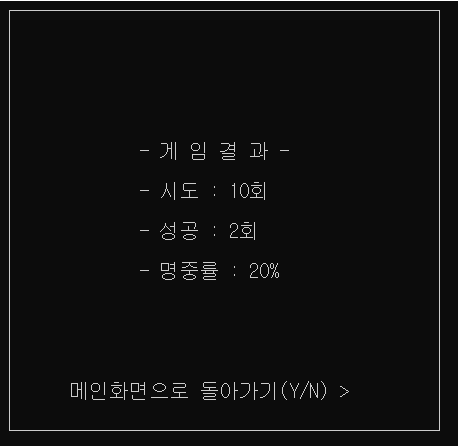 - 게 임 결 과 -
- 시도 : 10회
- 성공 : 2회
- 명중률 : 20%
메인화면으로 돌아가기(Y/N) >